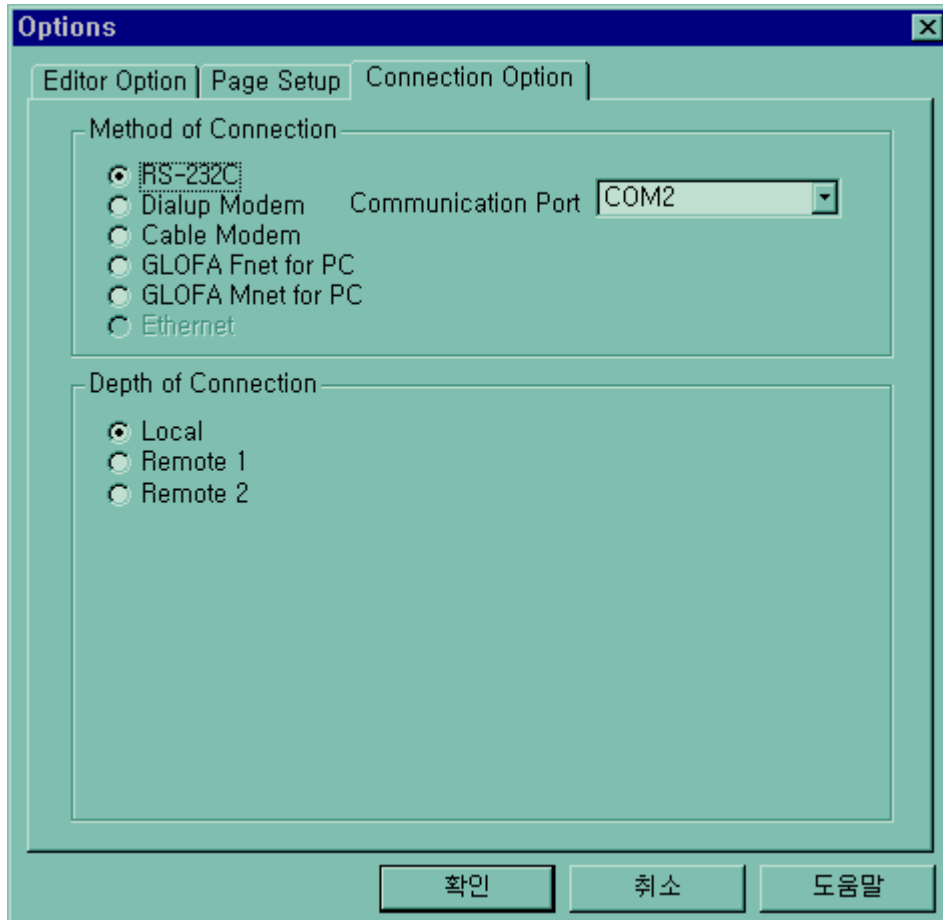 Options
Editor Option Page Setup Connection Option
Method of Connection
RS-232C
Dialup Modem Communication Port COM2
Cable Modem
GLOFA Fnet for PC
GLOFA Mnet for PC
Ethernet
Depth of Connection
Local
Remote 1
Remote 2
확인 취소 도움말